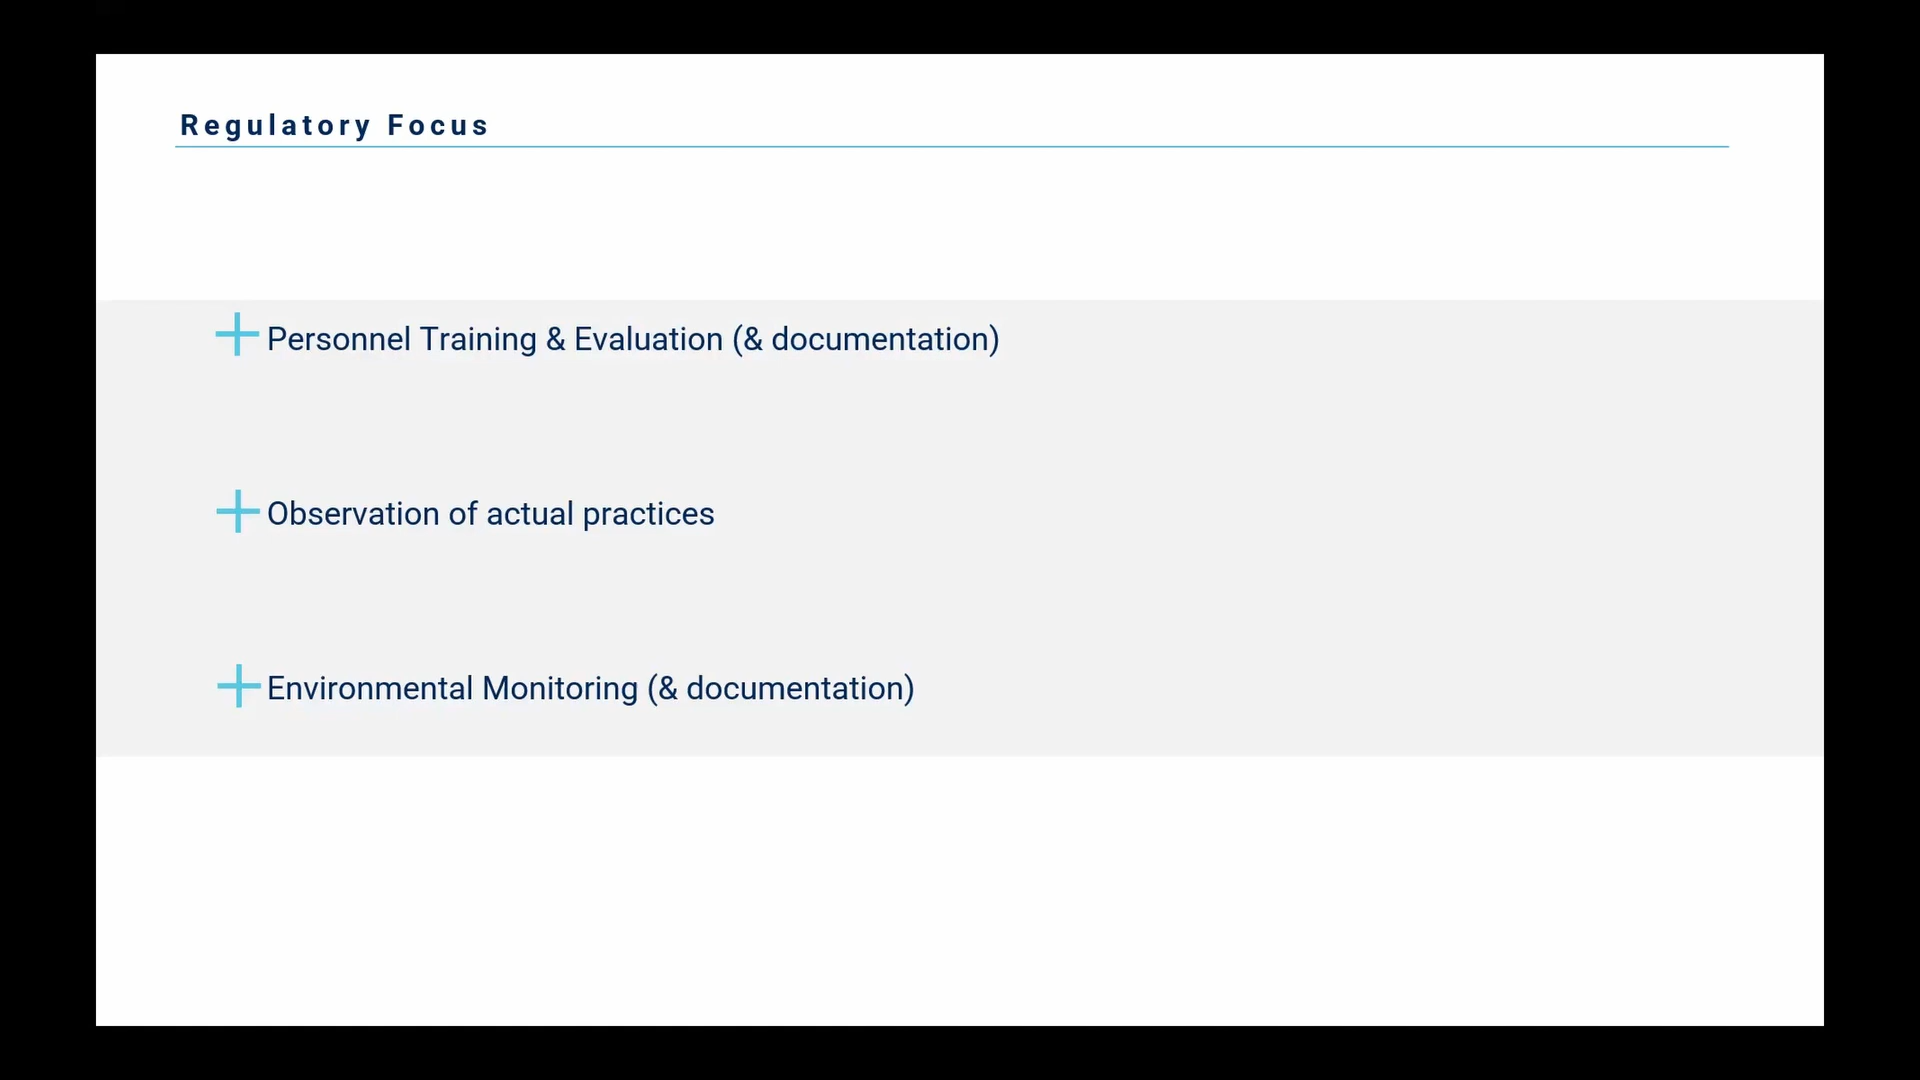 Regulatory Focus
Personnel Training & Evaluation (& documentation)
Observation of actual practices
Environmental Monitoring (& documentation)